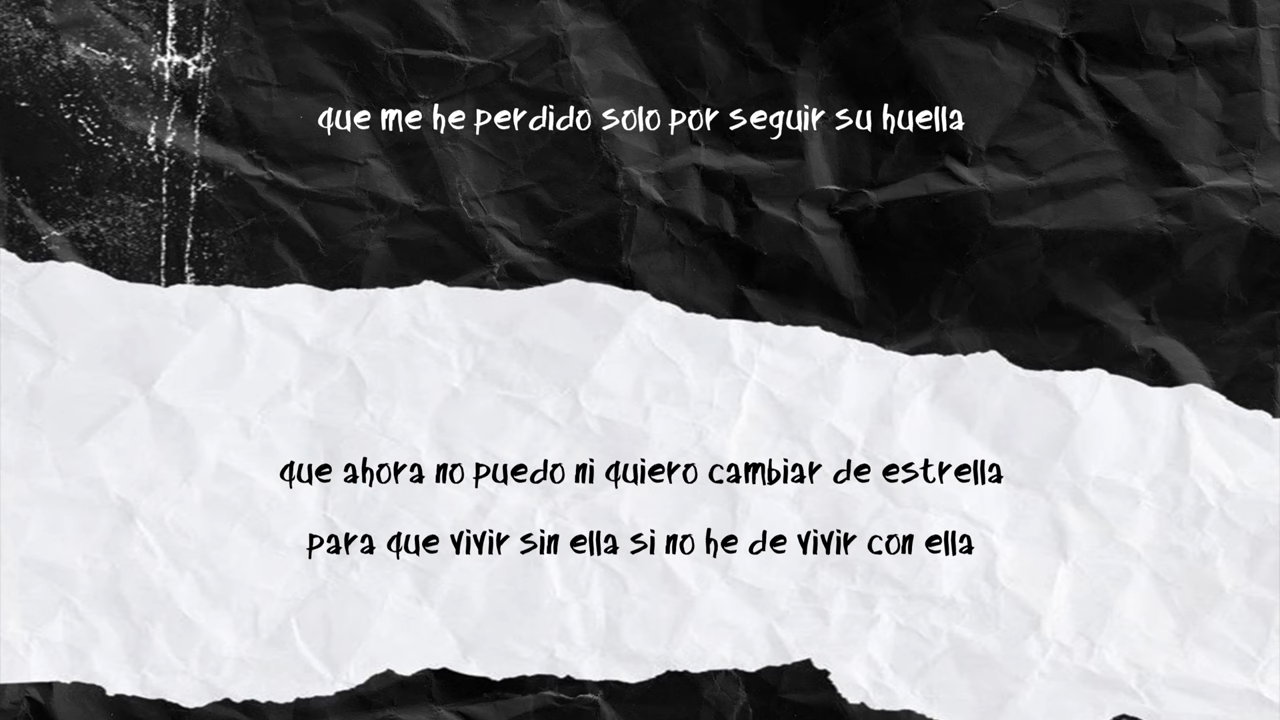 que me he perdido solo por seguir su huella
que ahora no puedo ni quiero cambiar de estrella
para que vivir sin ella si no he de vivir con ella